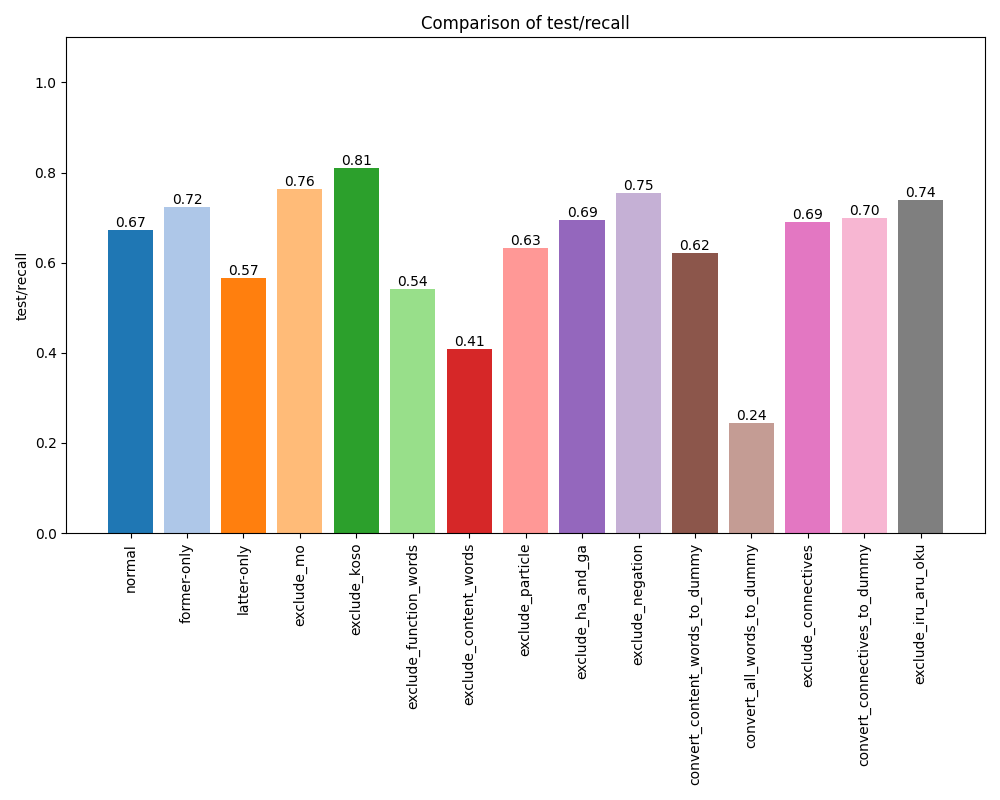 Comparison of test/recall
test/recall
1.0
0.8
0.6
0.4
0.2
0.0
0.67
0.72
0.57
0.76
0.81
0.54
0.41
0.63
0.69
0.75
0.62
0.24
0.69
0.70
0.74
normal
former-only
latter-only
exclude_mo
exclude_koso
exclude_function_words
exclude_content_words
exclude_particle
exclude_ha_and_ga
exclude_negation
convert_content_words_to_dummy
convert_all_words_to_dummy
exclude_connectives
convert_connectives_to_dummy
exclude_iru_aru_oku